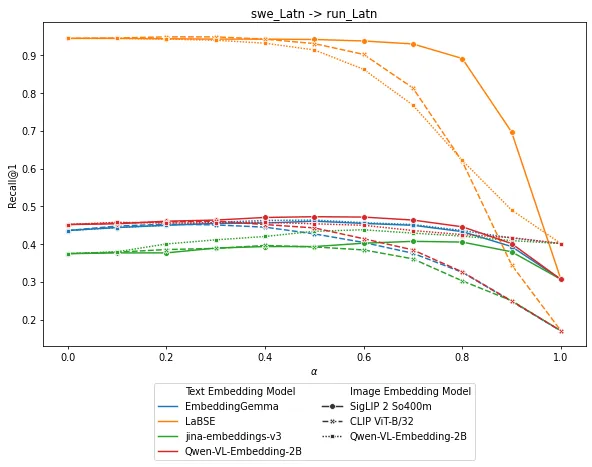 swe_Latn -> run_Latn
Recall@1
0.9
0.8
0.7
0.6
0.5
0.4
0.3
0.2
0.0 0.2 0.4 0.6 0.8 1.0
α
Text Embedding Model
EmbeddingGemma
LaBSE
jina-embeddings-v3
Qwen-VL-Embedding-2B
Image Embedding Model
SigLIP 2 So400m
CLIP ViT-B/32
Qwen-VL-Embedding-2B